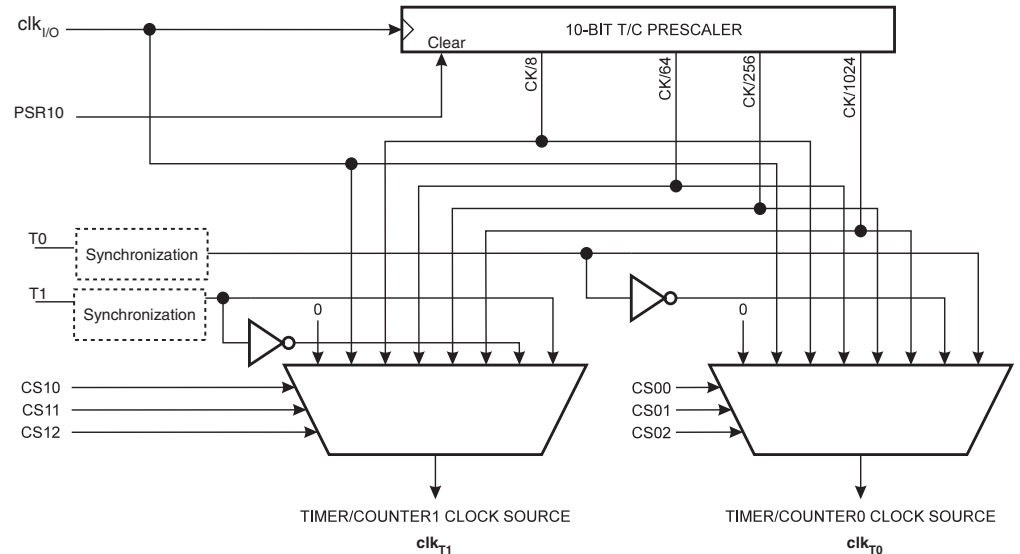 clkI/O
10-BIT T/C PRESCALER
Clear
CK/8
CK/64
CK/256
CK/1024
PSR10
T0
Synchronization
T1
Synchronization
0
0
CS10
CS11
CS12
CS00
CS01
CS02
TIMER/COUNTER1 CLOCK SOURCE
clkT1
TIMER/COUNTER0 CLOCK SOURCE
clkT0